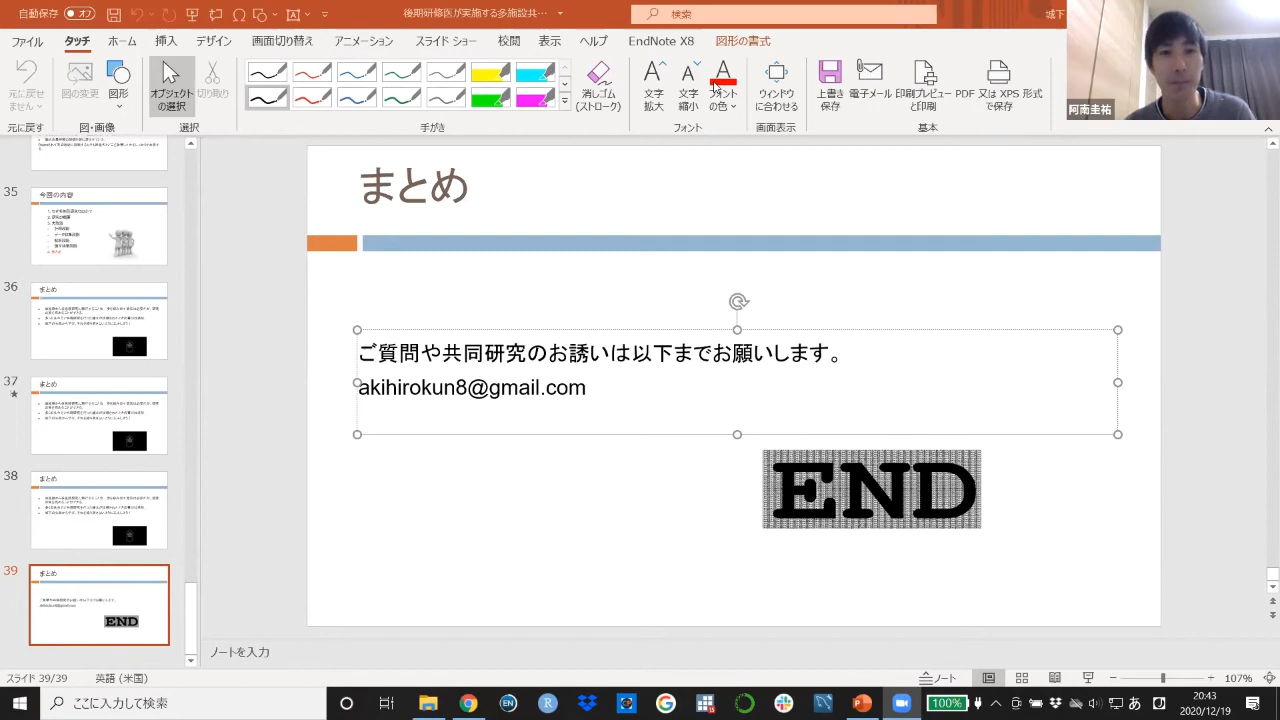 自動保存 オフ
後期研修医が実施する多施設共…
検索
城下
ファイル タッチ ホーム 挿入 デザイン 画面切り替え アニメーション スライド ショー 校閲 表示 ヘルプ EndNote X8 図形の書式
元に戻せません
図の変更
図形
オブジェクトの選択
切り取り
消しゴム (ストローク)
文字拡大
文字縮小
フォントの色
ウィンドウに合わせる
上書き保存
電子メール
印刷プレビューと印刷
PDF 又は XPS 形式で保存
元に戻す 図・画像 選択 手がき フォント 画面表示 基本
阿南圭祐
35
今回の内容
36
まとめ
37
まとめ
38
まとめ
39
まとめ
END
まとめ
ご質問や共同研究のお誘いは以下までお願いします。
akihirokun8@gmail.com
END
ノートを入力
スライド 39/39 英語 (米国) ノート 107%
ここに入力して検索
100%
20:43
2020/12/19